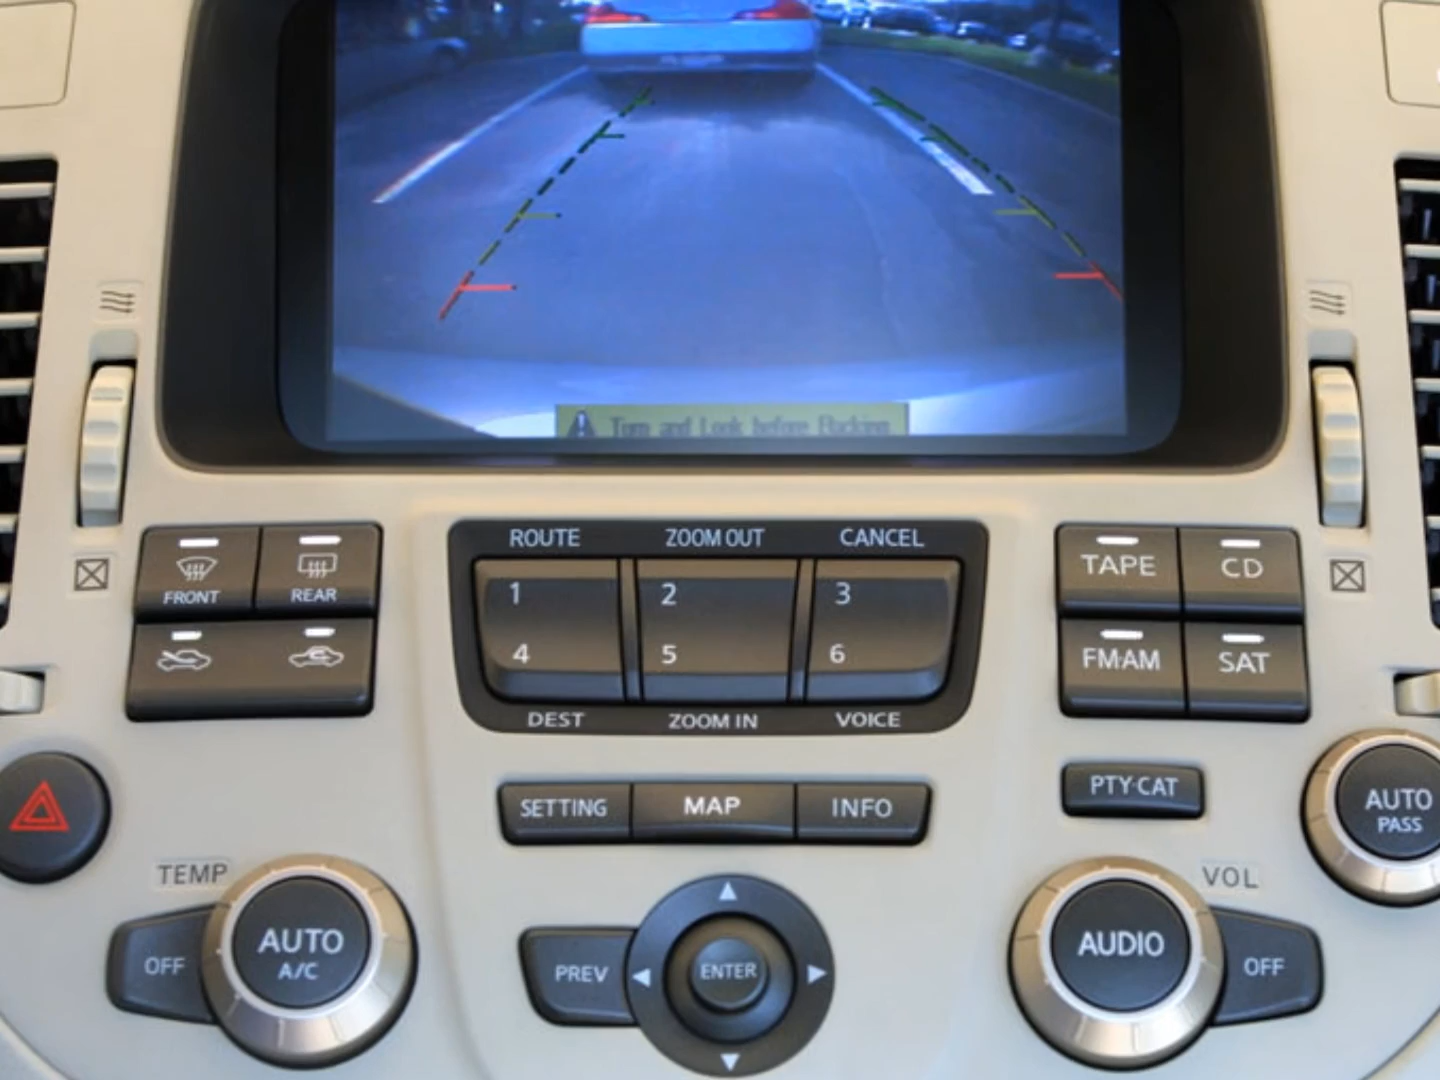 Turn and Look before Backing
ROUTE ZOOM OUT CANCEL
1 2 3
4 5 6
DEST ZOOM IN VOICE
FRONT REAR
TAPE CD
FM·AM SAT
SETTING MAP INFO
PTY·CAT
AUTO
PASS
TEMP
OFF
AUTO
A/C
PREV
ENTER
VOL
AUDIO
OFF